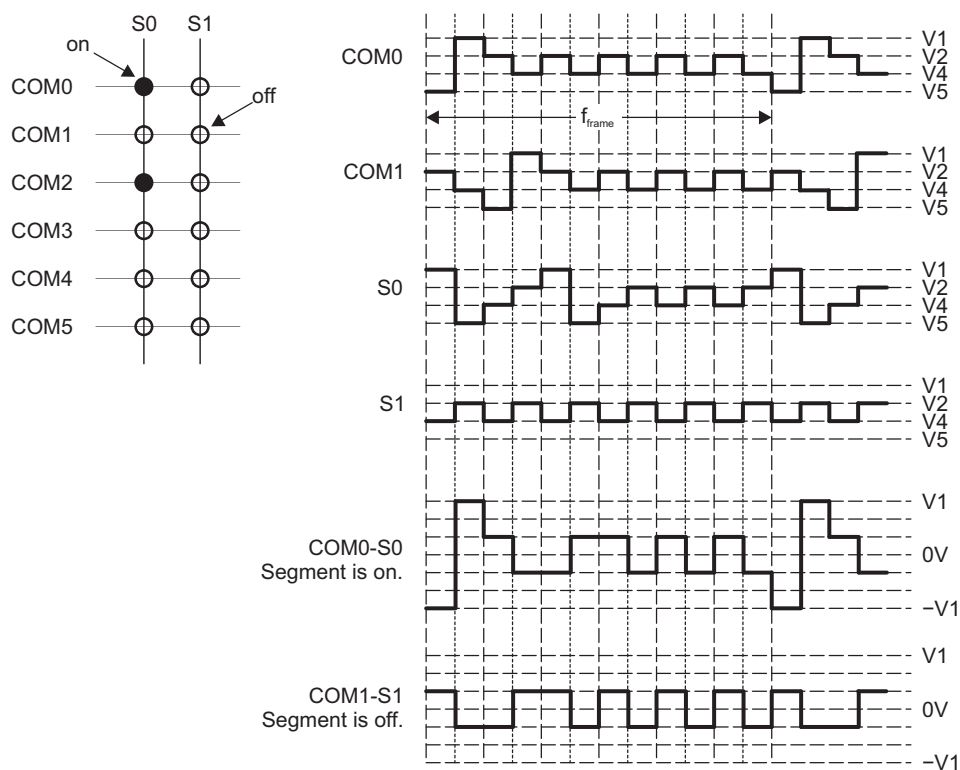 S0 S1
on
COM0
off
COM1
COM2
COM3
COM4
COM5
COM0
V1
V2
V4
V5
fframe
COM1
V1
V2
V4
V5
S0
V1
V2
V4
V5
S1
V1
V2
V4
V5
COM0-S0
Segment is on.
V1
0V
−V1
COM1-S1
Segment is off.
V1
0V
−V1